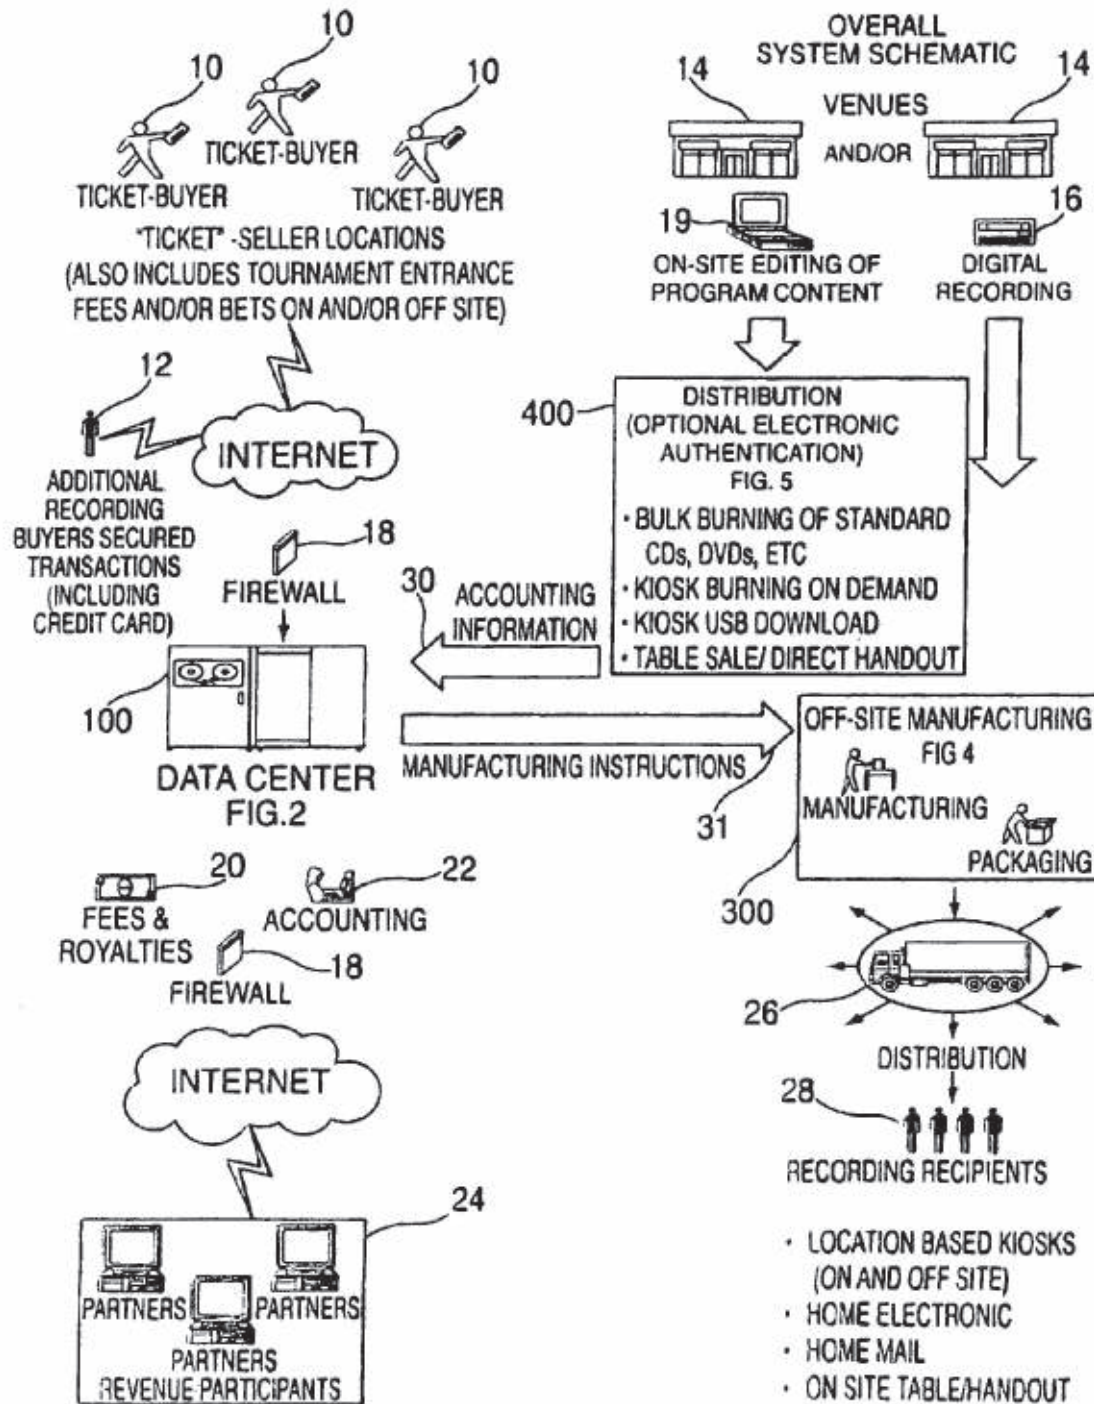 10
10
10
TICKET-BUYER
TICKET-BUYER
TICKET-BUYER
"TICKET" -SELLER LOCATIONS
(ALSO INCLUDES TOURNAMENT ENTRANCE
FEES AND/OR BETS ON AND/OR OFF SITE)
12
INTERNET
ADDITIONAL
RECORDING
BUYERS SECURED
TRANSACTIONS
(INCLUDING
CREDIT CARD)
18
FIREWALL
100
DATA CENTER
FIG.2
20
FEES &
ROYALTIES
22
ACCOUNTING
18
FIREWALL
INTERNET
24
PARTNERS
PARTNERS
PARTNERS
REVENUE PARTICIPANTS
OVERALL
SYSTEM SCHEMATIC
14
14
VENUES
AND/OR
19
ON-SITE EDITING OF
PROGRAM CONTENT
16
DIGITAL
RECORDING
400
DISTRIBUTION
(OPTIONAL ELECTRONIC
AUTHENTICATION)
FIG. 5
· BULK BURNING OF STANDARD
CDs, DVDs, ETC
· KIOSK BURNING ON DEMAND
· KIOSK USB DOWNLOAD
· TABLE SALE/ DIRECT HANDOUT
30
ACCOUNTING
INFORMATION
MANUFACTURING INSTRUCTIONS
31
OFF-SITE MANUFACTURING
FIG 4
MANUFACTURING
PACKAGING
300
26
DISTRIBUTION
28
RECORDING RECIPIENTS
· LOCATION BASED KIOSKS
(ON AND OFF SITE)
· HOME ELECTRONIC
· HOME MAIL
· ON SITE TABLE/HANDOUT